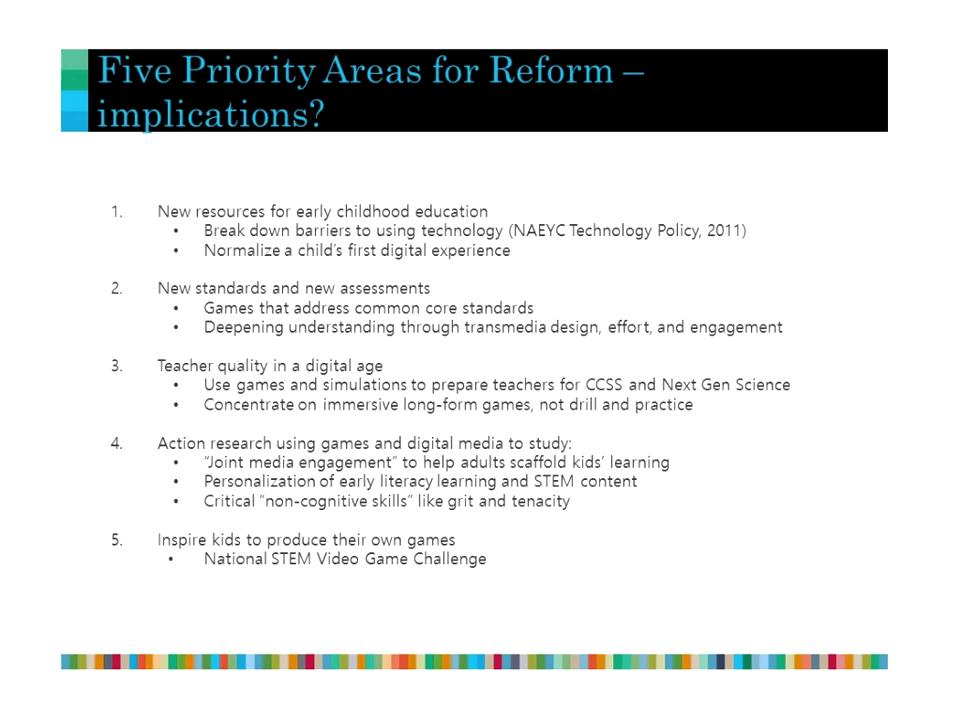 Five Priority Areas for Reform –
implications?
1. New resources for early childhood education
• Break down barriers to using technology (NAEYC Technology Policy, 2011)
• Normalize a child’s first digital experience
2. New standards and new assessments
• Games that address common core standards
• Deepening understanding through transmedia design, effort, and engagement
3. Teacher quality in a digital age
• Use games and simulations to prepare teachers for CCSS and Next Gen Science
• Concentrate on immersive long-form games, not drill and practice
4. Action research using games and digital media to study:
• “Joint media engagement” to help adults scaffold kids’ learning
• Personalization of early literacy learning and STEM content
• Critical “non-cognitive skills” like grit and tenacity
5. Inspire kids to produce their own games
• National STEM Video Game Challenge